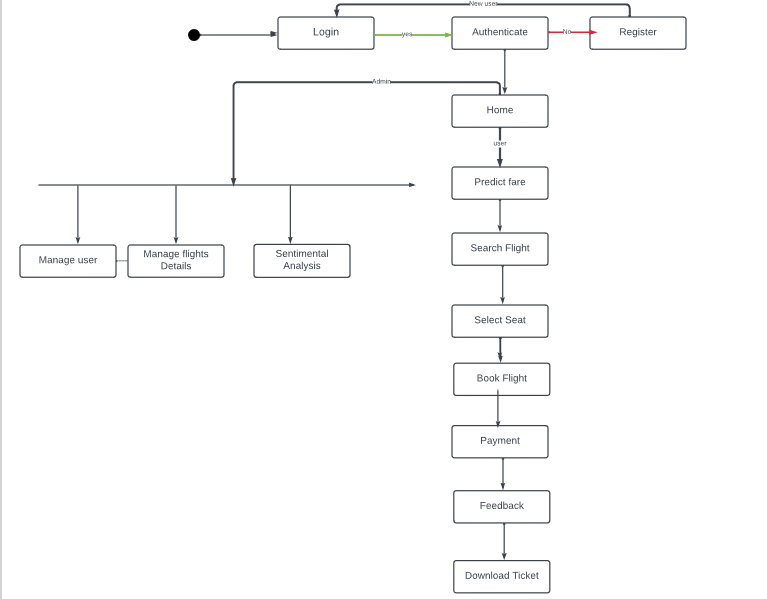 New user
Login
yes
Authenticate
No
Register
Admin
Home
user
Predict fare
Search Flight
Manage user
Manage flights
Details
Sentimental
Analysis
Select Seat
Book Flight
Payment
Feedback
Download Ticket